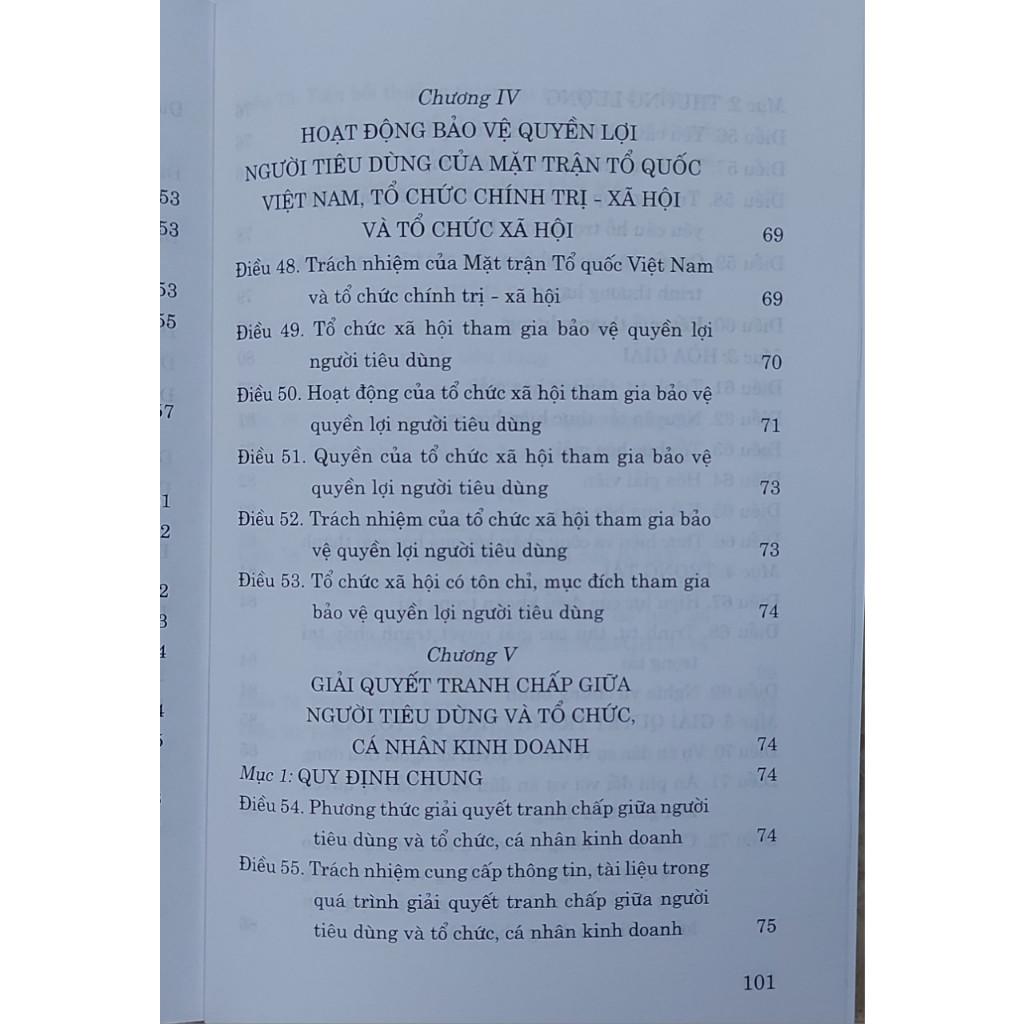 Chương IV
HOẠT ĐỘNG BẢO VỆ QUYỀN LỢI
NGƯỜI TIÊU DÙNG CỦA MẶT TRẬN TỔ QUỐC
VIỆT NAM, TỔ CHỨC CHÍNH TRỊ - XÃ HỘI
VÀ TỔ CHỨC XÃ HỘI 69
Điều 48. Trách nhiệm của Mặt trận Tổ quốc Việt Nam
và tổ chức chính trị - xã hội 69
Điều 49. Tổ chức xã hội tham gia bảo vệ quyền lợi
người tiêu dùng 70
Điều 50. Hoạt động của tổ chức xã hội tham gia bảo vệ
quyền lợi người tiêu dùng 71
Điều 51. Quyền của tổ chức xã hội tham gia bảo vệ
quyền lợi người tiêu dùng 73
Điều 52. Trách nhiệm của tổ chức xã hội tham gia bảo
vệ quyền lợi người tiêu dùng 73
Điều 53. Tổ chức xã hội có tôn chỉ, mục đích tham gia
bảo vệ quyền lợi người tiêu dùng 74
Chương V
GIẢI QUYẾT TRANH CHẤP GIỮA
NGƯỜI TIÊU DÙNG VÀ TỔ CHỨC,
CÁ NHÂN KINH DOANH 74
Mục 1: QUY ĐỊNH CHUNG 74
Điều 54. Phương thức giải quyết tranh chấp giữa người
tiêu dùng và tổ chức, cá nhân kinh doanh 74
Điều 55. Trách nhiệm cung cấp thông tin, tài liệu trong
quá trình giải quyết tranh chấp giữa người
tiêu dùng và tổ chức, cá nhân kinh doanh 75
101